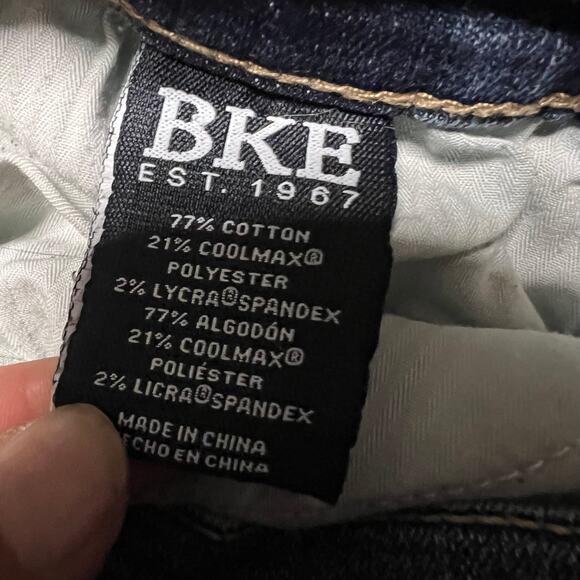 BKE
EST. 1967
77% COTTON
21% COOLMAX®
POLYESTER
2% LYCRA®SPANDEX
77% ALGODÓN
21% COOLMAX®
POLIÉSTER
2% LICRA®SPANDEX
MADE IN CHINA
ECHO EN CHINA